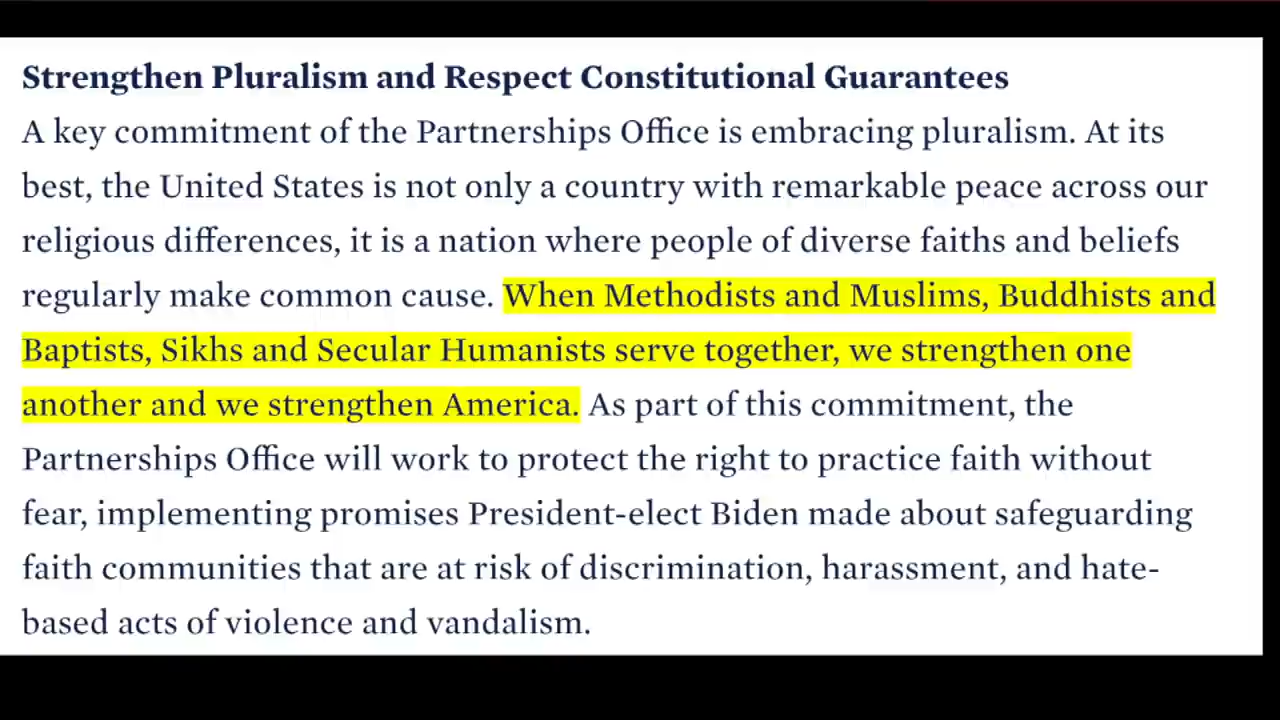 Strengthen Pluralism and Respect Constitutional Guarantees
A key commitment of the Partnerships Office is embracing pluralism. At its
best, the United States is not only a country with remarkable peace across our
religious differences, it is a nation where people of diverse faiths and beliefs
regularly make common cause. When Methodists and Muslims, Buddhists and
Baptists, Sikhs and Secular Humanists serve together, we strengthen one
another and we strengthen America. As part of this commitment, the
Partnerships Office will work to protect the right to practice faith without
fear, implementing promises President-elect Biden made about safeguarding
faith communities that are at risk of discrimination, harassment, and hate-
based acts of violence and vandalism.